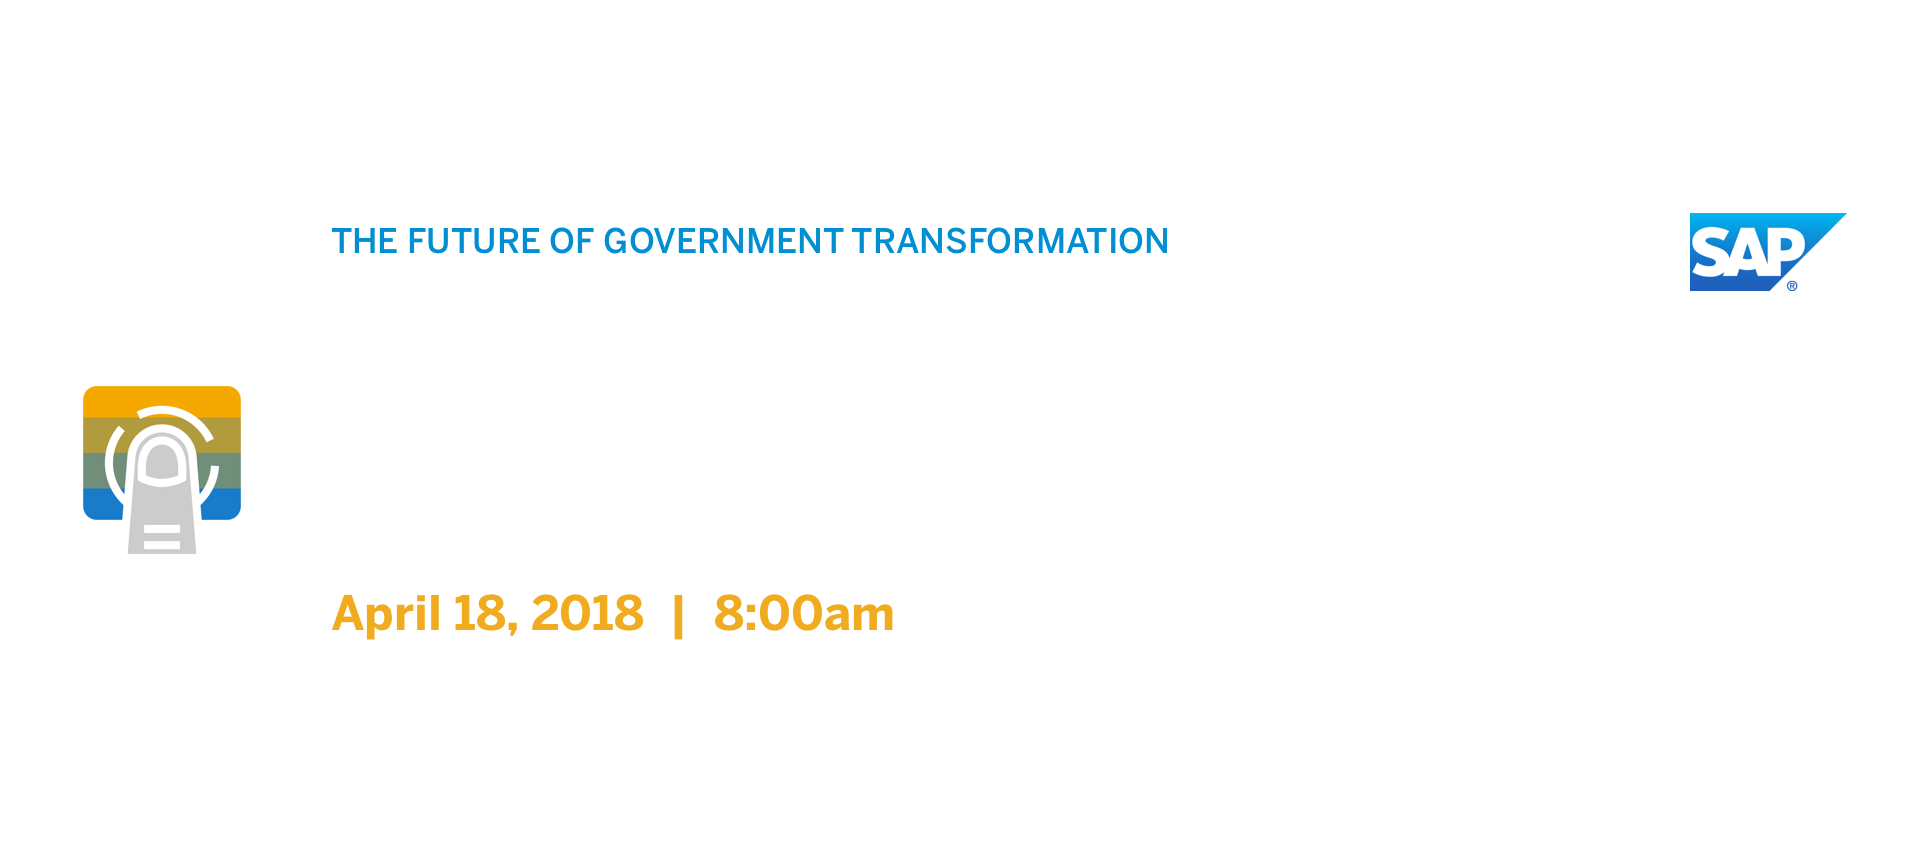 THE FUTURE OF GOVERNMENT TRANSFORMATION
SAP
®
April 18, 2018 | 8:00am